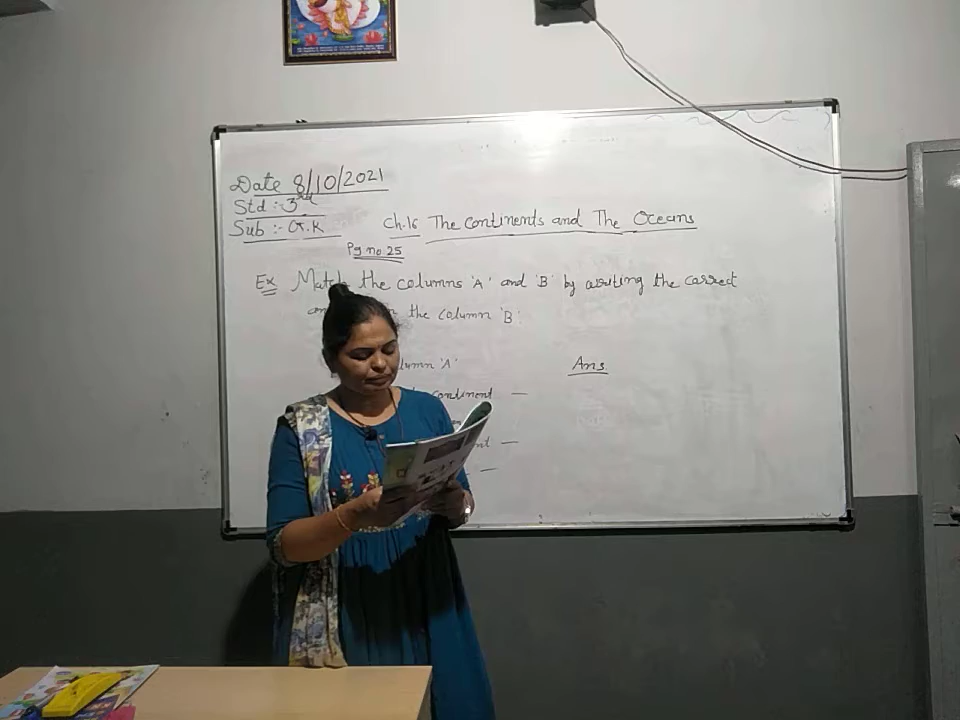 Date 8/10/2021
Std :- 3rd
Sub :- G.K
Ch.16 The Continents and The Oceans
Pg no 25
Ex Match the columns 'A' and 'B' by writing the correct
the column 'B'.
'A'
Ans.
continent —
—
—